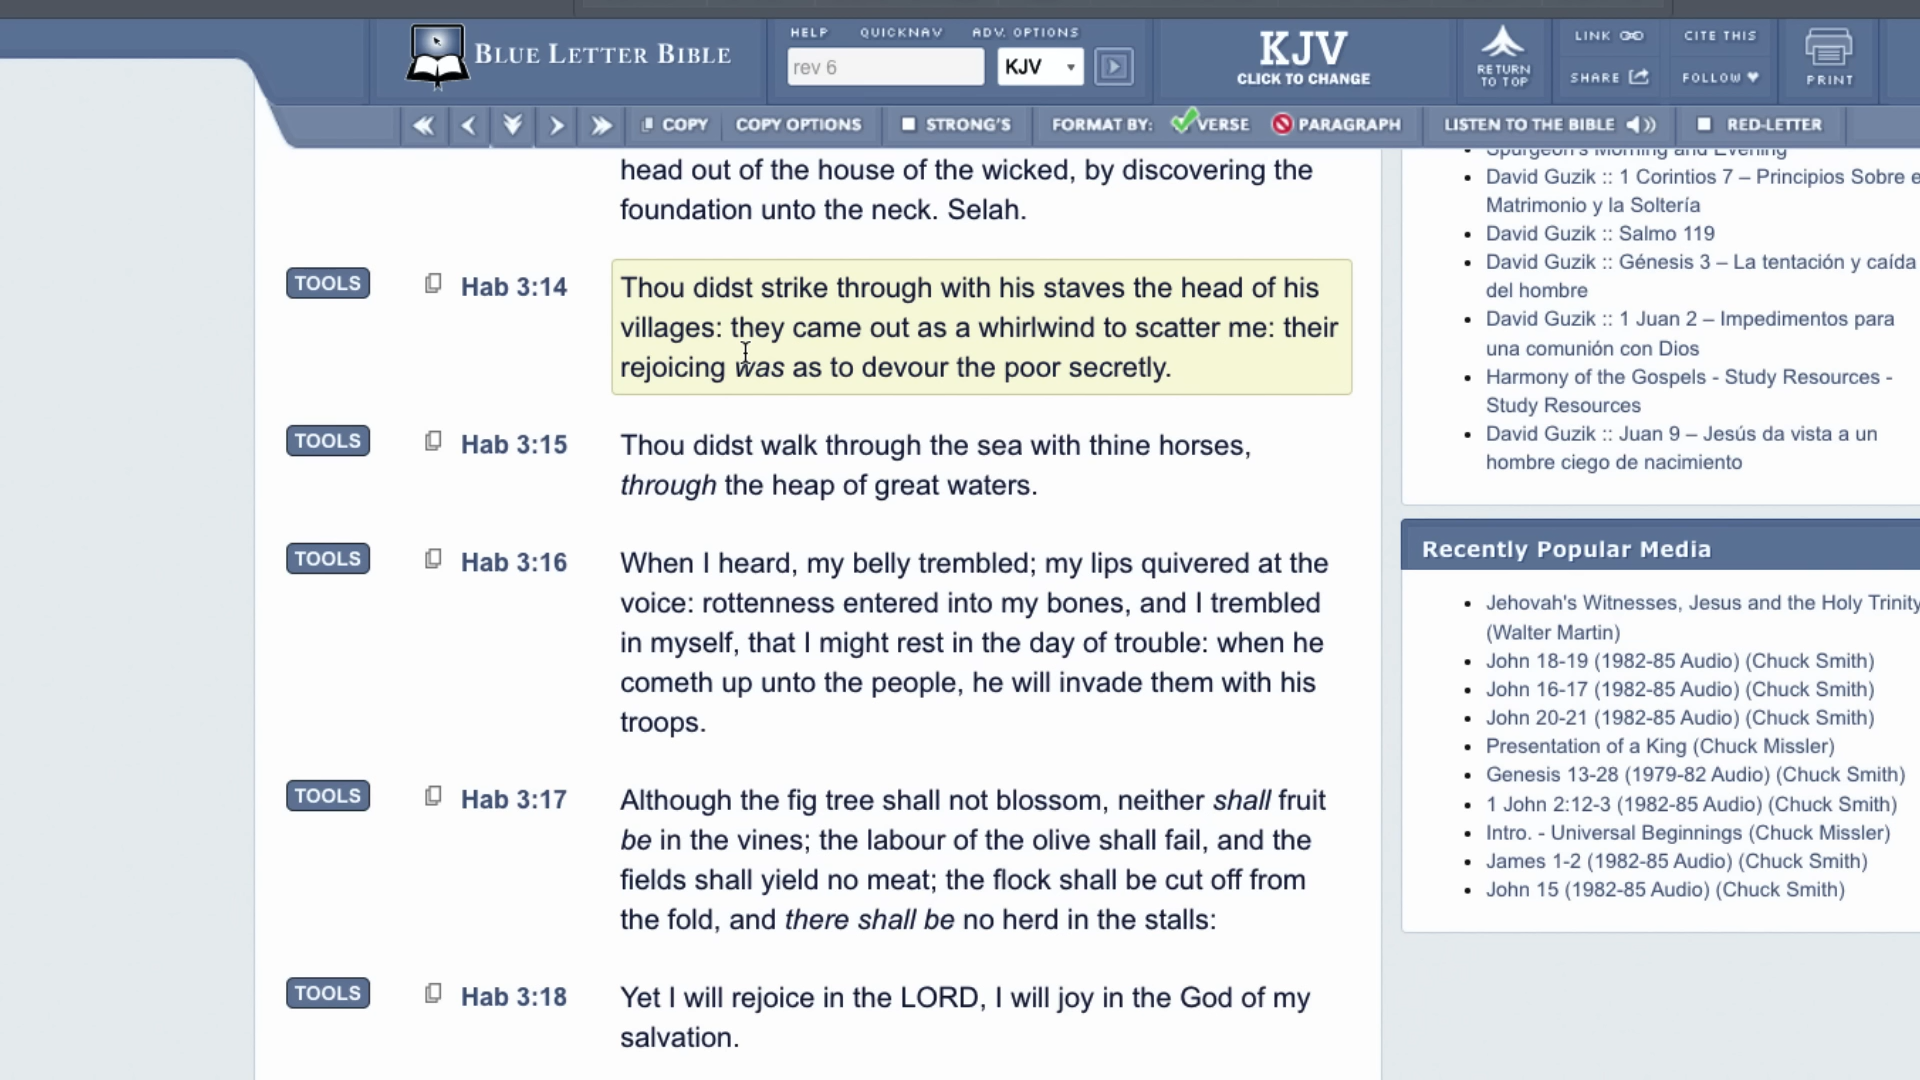 HELP QUICKNAV ADV. OPTIONS
BLUE LETTER BIBLE
rev 6
KJV
KJV
CLICK TO CHANGE
RETURN
TO TOP
LINK
SHARE
CITE THIS
FOLLOW
PRINT
COPY COPY OPTIONS STRONG'S FORMAT BY: VERSE PARAGRAPH LISTEN TO THE BIBLE RED-LETTER
head out of the house of the wicked, by discovering the
foundation unto the neck. Selah.
TOOLS Hab 3:14 Thou didst strike through with his staves the head of his
villages: they came out as a whirlwind to scatter me: their
rejoicing was as to devour the poor secretly.
TOOLS Hab 3:15 Thou didst walk through the sea with thine horses,
through the heap of great waters.
TOOLS Hab 3:16 When I heard, my belly trembled; my lips quivered at the
voice: rottenness entered into my bones, and I trembled
in myself, that I might rest in the day of trouble: when he
cometh up unto the people, he will invade them with his
troops.
TOOLS Hab 3:17 Although the fig tree shall not blossom, neither shall fruit
be in the vines; the labour of the olive shall fail, and the
fields shall yield no meat; the flock shall be cut off from
the fold, and there shall be no herd in the stalls:
TOOLS Hab 3:18 Yet I will rejoice in the LORD, I will joy in the God of my
salvation.
Spurgeon's Morning and Evening
David Guzik :: 1 Corintios 7 – Principios Sobre e
Matrimonio y la Soltería
David Guzik :: Salmo 119
David Guzik :: Génesis 3 – La tentación y caída
del hombre
David Guzik :: 1 Juan 2 – Impedimentos para
una comunión con Dios
Harmony of the Gospels - Study Resources -
Study Resources
David Guzik :: Juan 9 – Jesús da vista a un
hombre ciego de nacimiento
Recently Popular Media
Jehovah's Witnesses, Jesus and the Holy Trinity
(Walter Martin)
John 18-19 (1982-85 Audio) (Chuck Smith)
John 16-17 (1982-85 Audio) (Chuck Smith)
John 20-21 (1982-85 Audio) (Chuck Smith)
Presentation of a King (Chuck Missler)
Genesis 13-28 (1979-82 Audio) (Chuck Smith)
1 John 2:12-3 (1982-85 Audio) (Chuck Smith)
Intro. - Universal Beginnings (Chuck Missler)
James 1-2 (1982-85 Audio) (Chuck Smith)
John 15 (1982-85 Audio) (Chuck Smith)